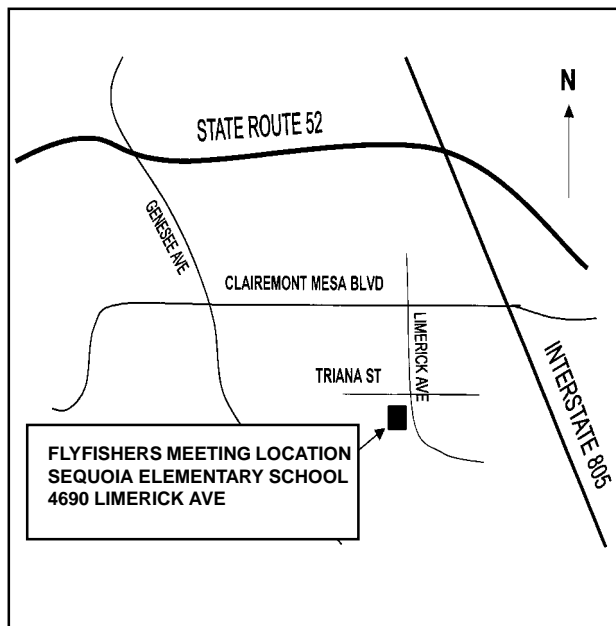 N
STATE ROUTE 52
GENESEE AVE
CLAIREMONT MESA BLVD
LIMERICK AVE
TRIANA ST
INTERSTATE 805
FLYFISHERS MEETING LOCATION
SEQUOIA ELEMENTARY SCHOOL
4690 LIMERICK AVE